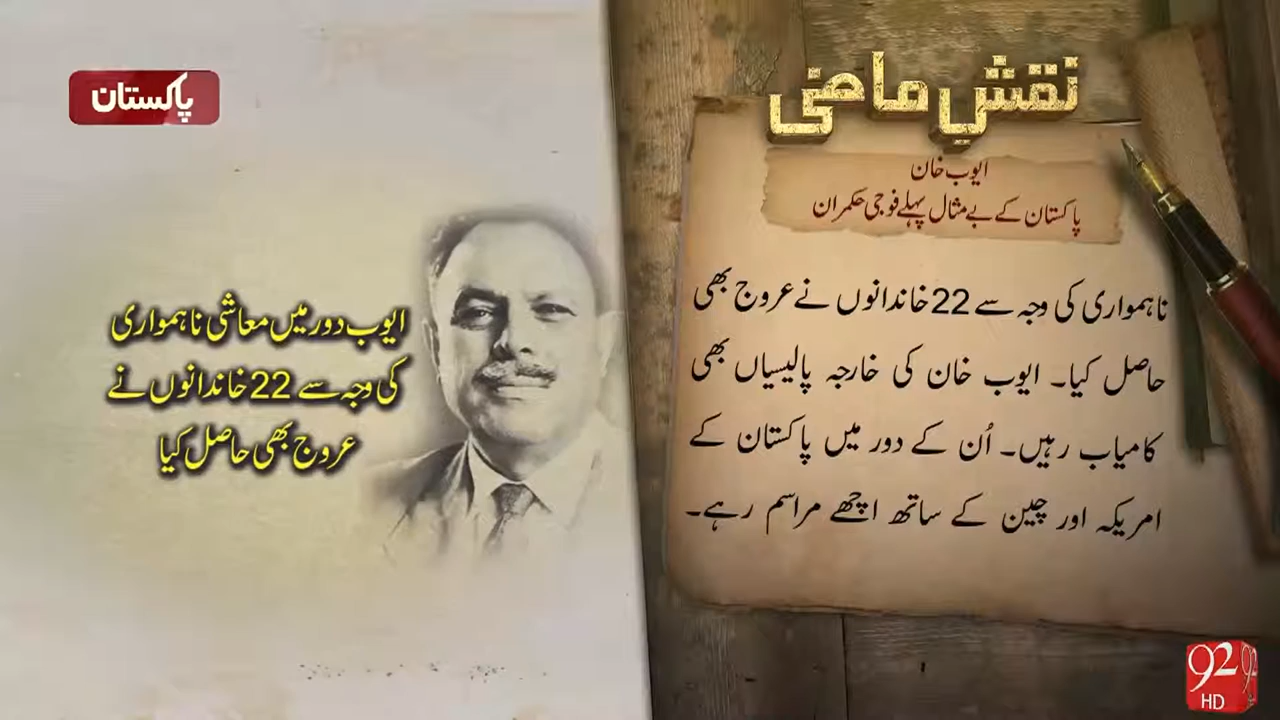 پاکستان
نقش ماضی
ایوب خان
پاکستان کے بے مثال پہلے فوجی حکمران
ناہمواری کی وجہ سے 22 خاندانوں نے عروج بھی
حاصل کیا۔ ایوب خان کی خارجہ پالیسیاں بھی
کامیاب رہیں۔ اُن کے دور میں پاکستان کے
امریکہ اور چین کے ساتھ اچھے مراسم رہے۔
ایوب دور میں معاشی ناہمواری
کی وجہ سے 22 خاندانوں نے
عروج بھی حاصل کیا
92
HD